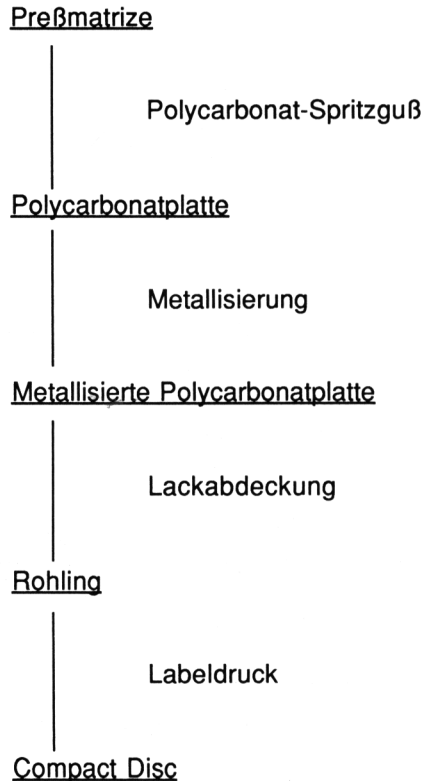 Preßmatrize
Polycarbonat-Spritzguß
Polycarbonatplatte
Metallisierung
Metallisierte Polycarbonatplatte
Lackabdeckung
Rohling
Labeldruck
Compact Disc